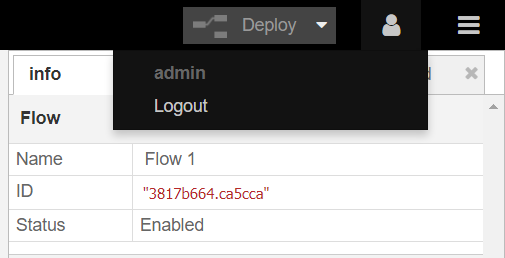 Deploy
admin
Logout
info
Flow
Name Flow 1
ID "3817b664.ca5cca"
Status Enabled